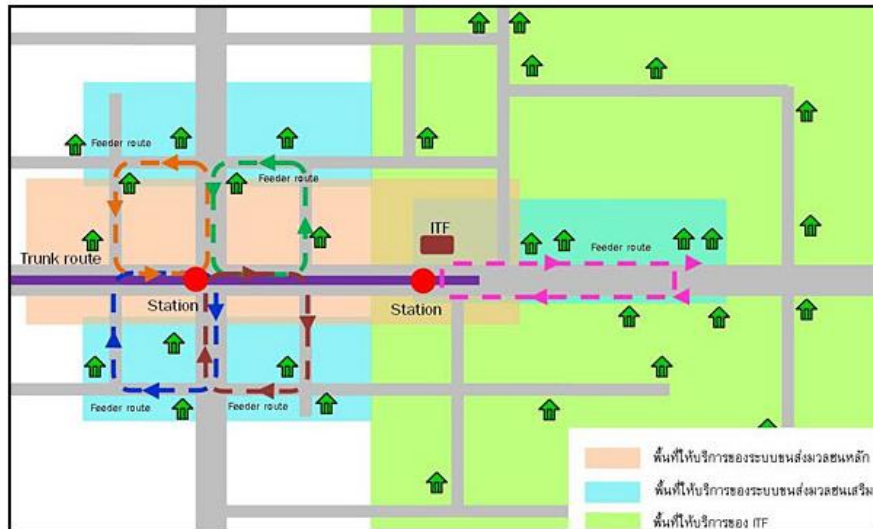 Feeder route
Feeder route
ITF
Feeder route
Trunk route
Station
Station
Feeder route
Feeder route
พื้นที่ให้บริการของระบบขนส่งมวลชนหลัก
พื้นที่ให้บริการของระบบขนส่งมวลชนเสริม
พื้นที่ให้บริการของ ITF